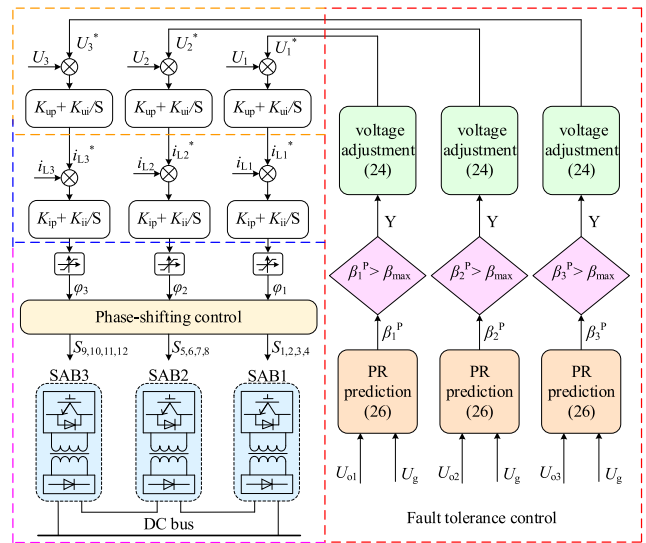 U3 U3* U2 U2* U1 U1*
Kup+ Kui/S Kup+ Kui/S Kup+ Kui/S
iL3 iL3* iL2 iL2* iL1 iL1*
Kip+ Kii/S Kip+ Kii/S Kip+ Kii/S
φ3 φ2 φ1
Phase-shifting control
S9,10,11,12 S5,6,7,8 S1,2,3,4
SAB3 SAB2 SAB1
DC bus
voltage
adjustment
(24)
voltage
adjustment
(24)
voltage
adjustment
(24)
Y Y Y
β1P> βmax β2P> βmax β3P> βmax
β1P β2P β3P
PR
prediction
(26)
PR
prediction
(26)
PR
prediction
(26)
Uo1 Ug Uo2 Ug Uo3 Ug
Fault tolerance control